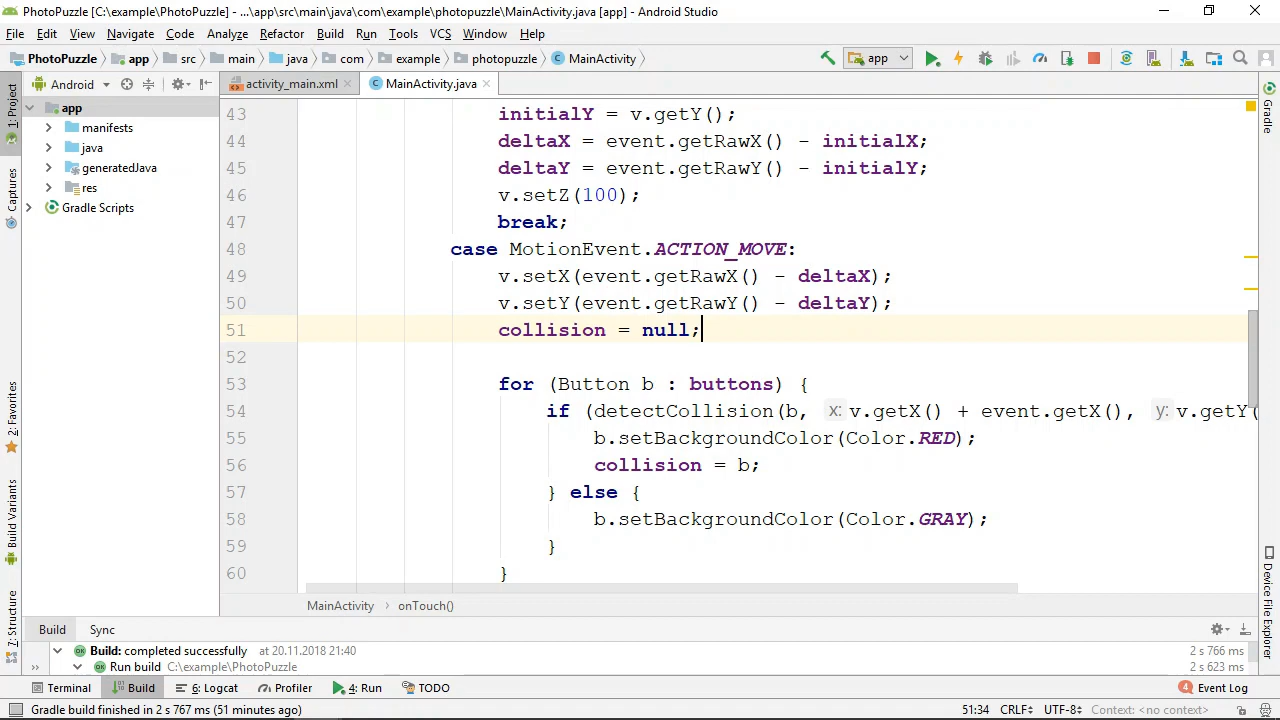 PhotoPuzzle [C:\example\PhotoPuzzle] - ...\app\src\main\java\com\example\photopuzzle\MainActivity.java [app] - Android Studio
File Edit View Navigate Code Analyze Refactor Build Run Tools VCS Window Help
PhotoPuzzle app src main java com example photopuzzle MainActivity
app
Android
activity_main.xml
MainActivity.java
app
manifests
java
generatedJava
res
Gradle Scripts
1: Project
Captures
2: Favorites
Build Variants
7: Structure
43 initialY = v.getY();
44 deltaX = event.getRawX() - initialX;
45 deltaY = event.getRawY() - initialY;
46 v.setZ(100);
47 break;
48 case MotionEvent.ACTION_MOVE:
49 v.setX(event.getRawX() - deltaX);
50 v.setY(event.getRawY() - deltaY);
51 collision = null;
52
53 for (Button b : buttons) {
54 if (detectCollision(b, x: v.getX() + event.getX(), y: v.getY(
55 b.setBackgroundColor(Color.RED);
56 collision = b;
57 } else {
58 b.setBackgroundColor(Color.GRAY);
59 }
60 }
MainActivity › onTouch()
Gradle
Device File Explorer
Build Sync
Build: completed successfully at 20.11.2018 21:40 2 s 766 ms
Run build C:\example\PhotoPuzzle 2 s 623 ms
Terminal Build 6: Logcat Profiler 4: Run TODO 4 Event Log
Gradle build finished in 2 s 767 ms (51 minutes ago) 51:34 CRLF UTF-8 Context: <no context>